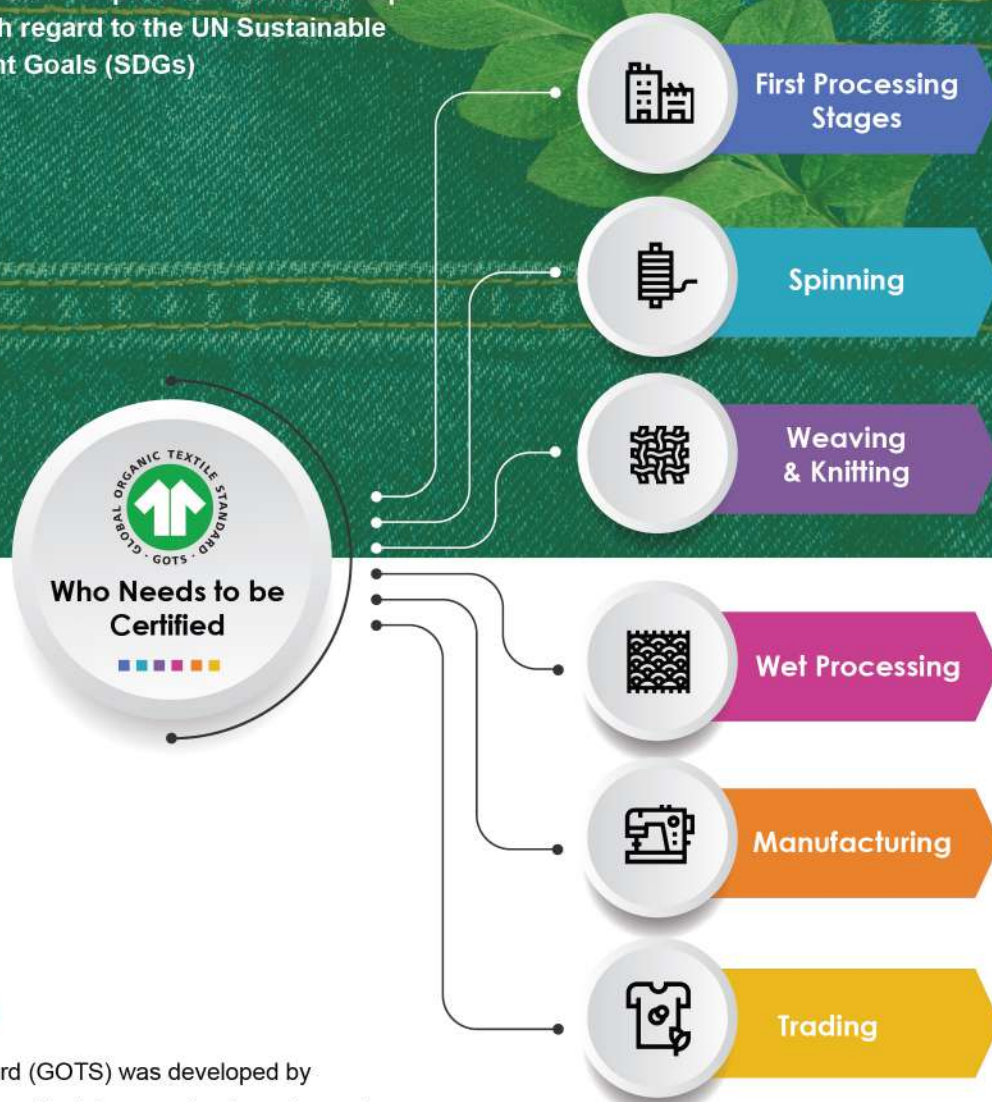 h regard to the UN Sustainable
nt Goals (SDGs)
First Processing
Stages
Spinning
Weaving
& Knitting
GLOBAL ORGANIC TEXTILE STANDARD · GOTS ·
Who Needs to be
Certified
Wet Processing
Manufacturing
Trading
rd (GOTS) was developed by